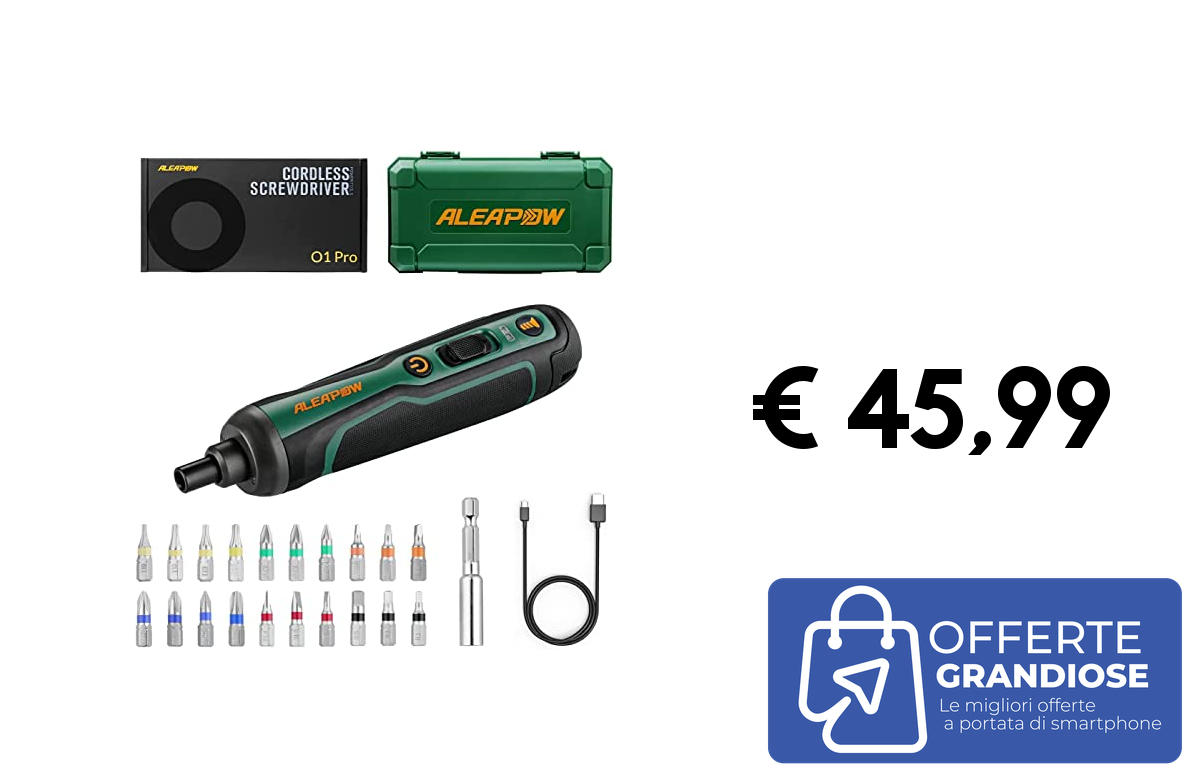 ALEAPOW
CORDLESS
SCREWDRIVER
O1 Pro
ALEAPOW
ALEAPOW
€ 45,99
OFFERTE
GRANDIOSE
Le migliori offerte
a portata di smartphone